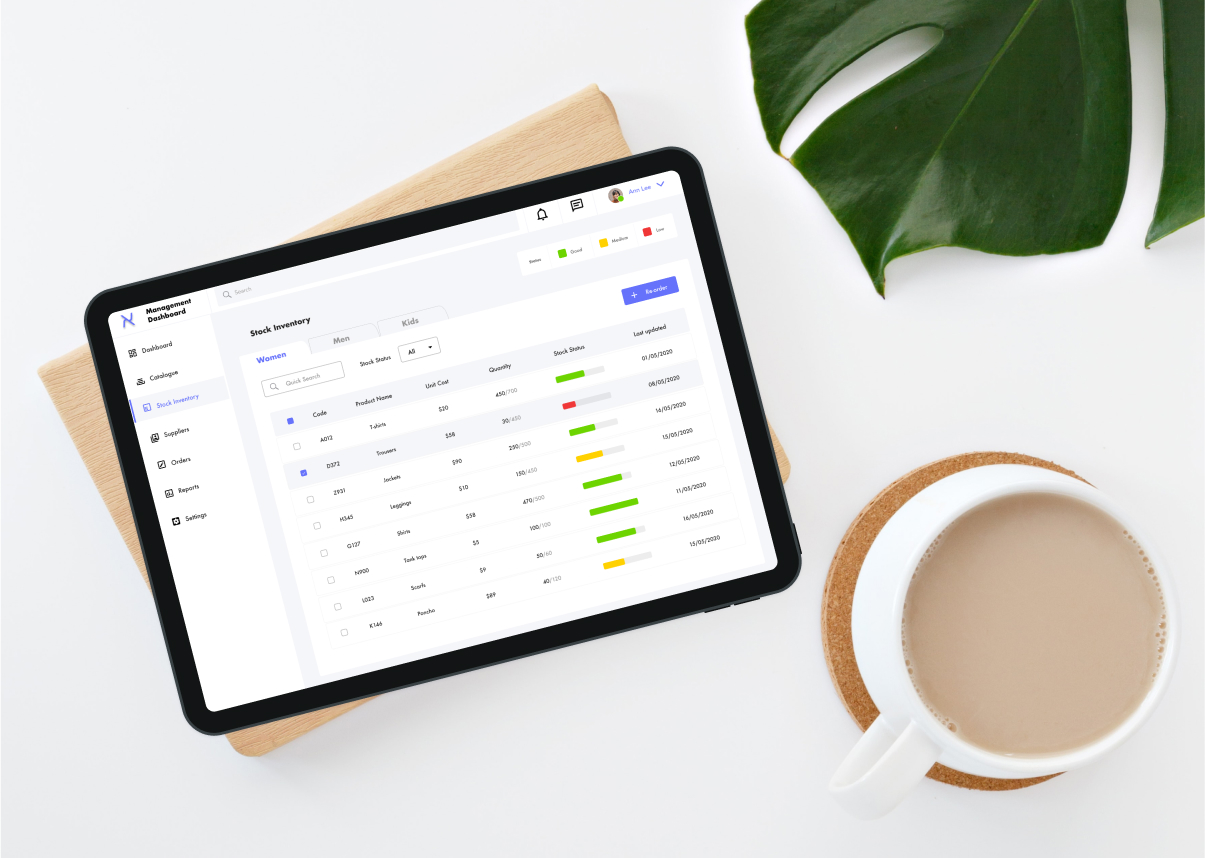 Management
Dashboard
Search
Ann Lee
Status
Good
Medium
Low
Dashboard
Catalogue
Stock Inventory
Suppliers
Orders
Reports
Settings
Stock Inventory
Re-order
Women
Men
Kids
Quick Search
Stock Status
All
Code Product Name Unit Cost Quantity Stock Status Last updated
A012 T-shirts $20 450/700 01/05/2020
D372 Trousers $58 30/450 08/05/2020
Z931 Jackets $90 250/500 16/05/2020
H545 Leggings $10 150/450 15/05/2020
G127 Shirts $58 470/500 12/05/2020
N900 Tank tops $5 100/100 11/05/2020
L023 Scarfs $9 50/60 16/05/2020
K146 Poncho $89 40/120 15/05/2020